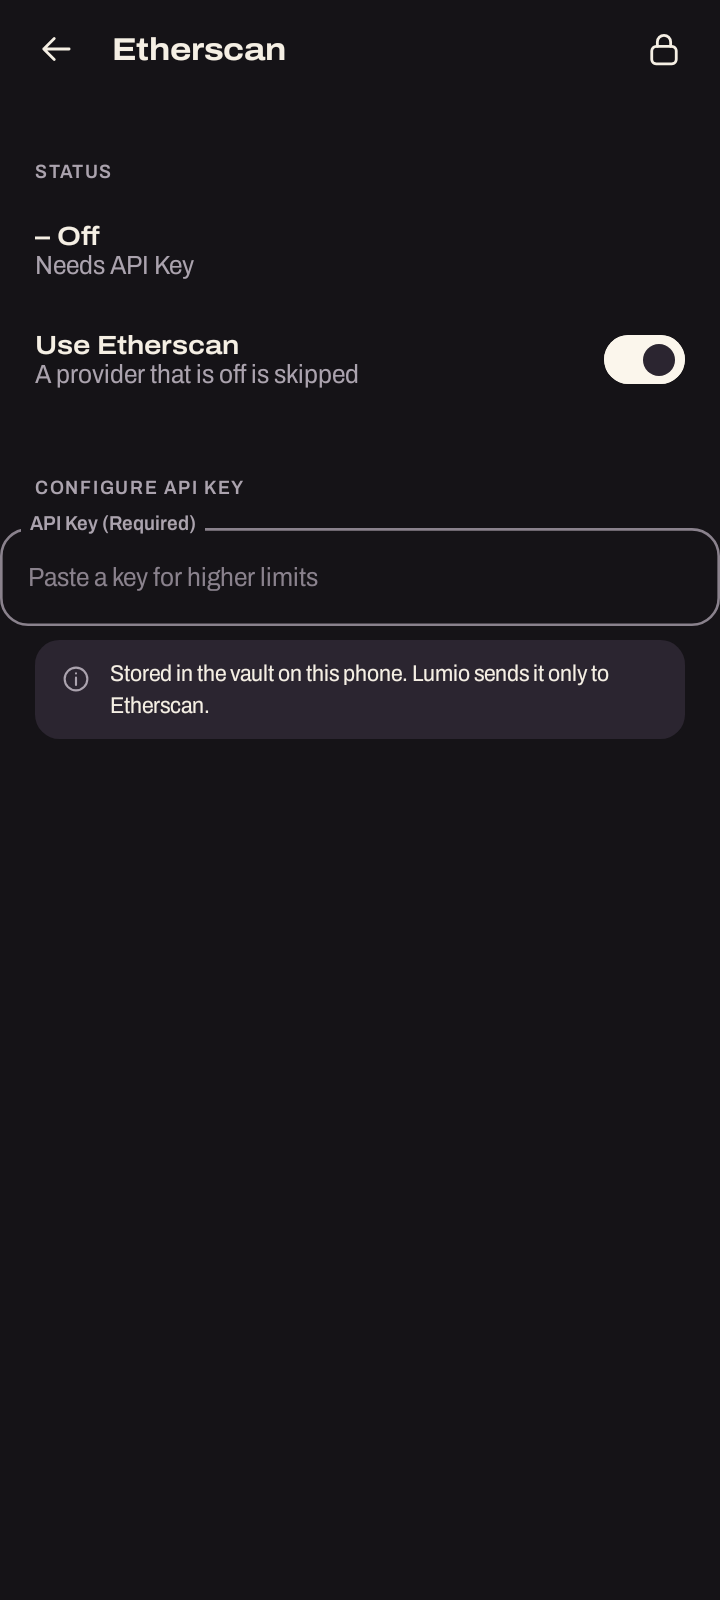 Etherscan
STATUS
– Off
Needs API Key
Use Etherscan
A provider that is off is skipped
CONFIGURE API KEY
API Key (Required)
Paste a key for higher limits
Stored in the vault on this phone. Lumio sends it only to
Etherscan.